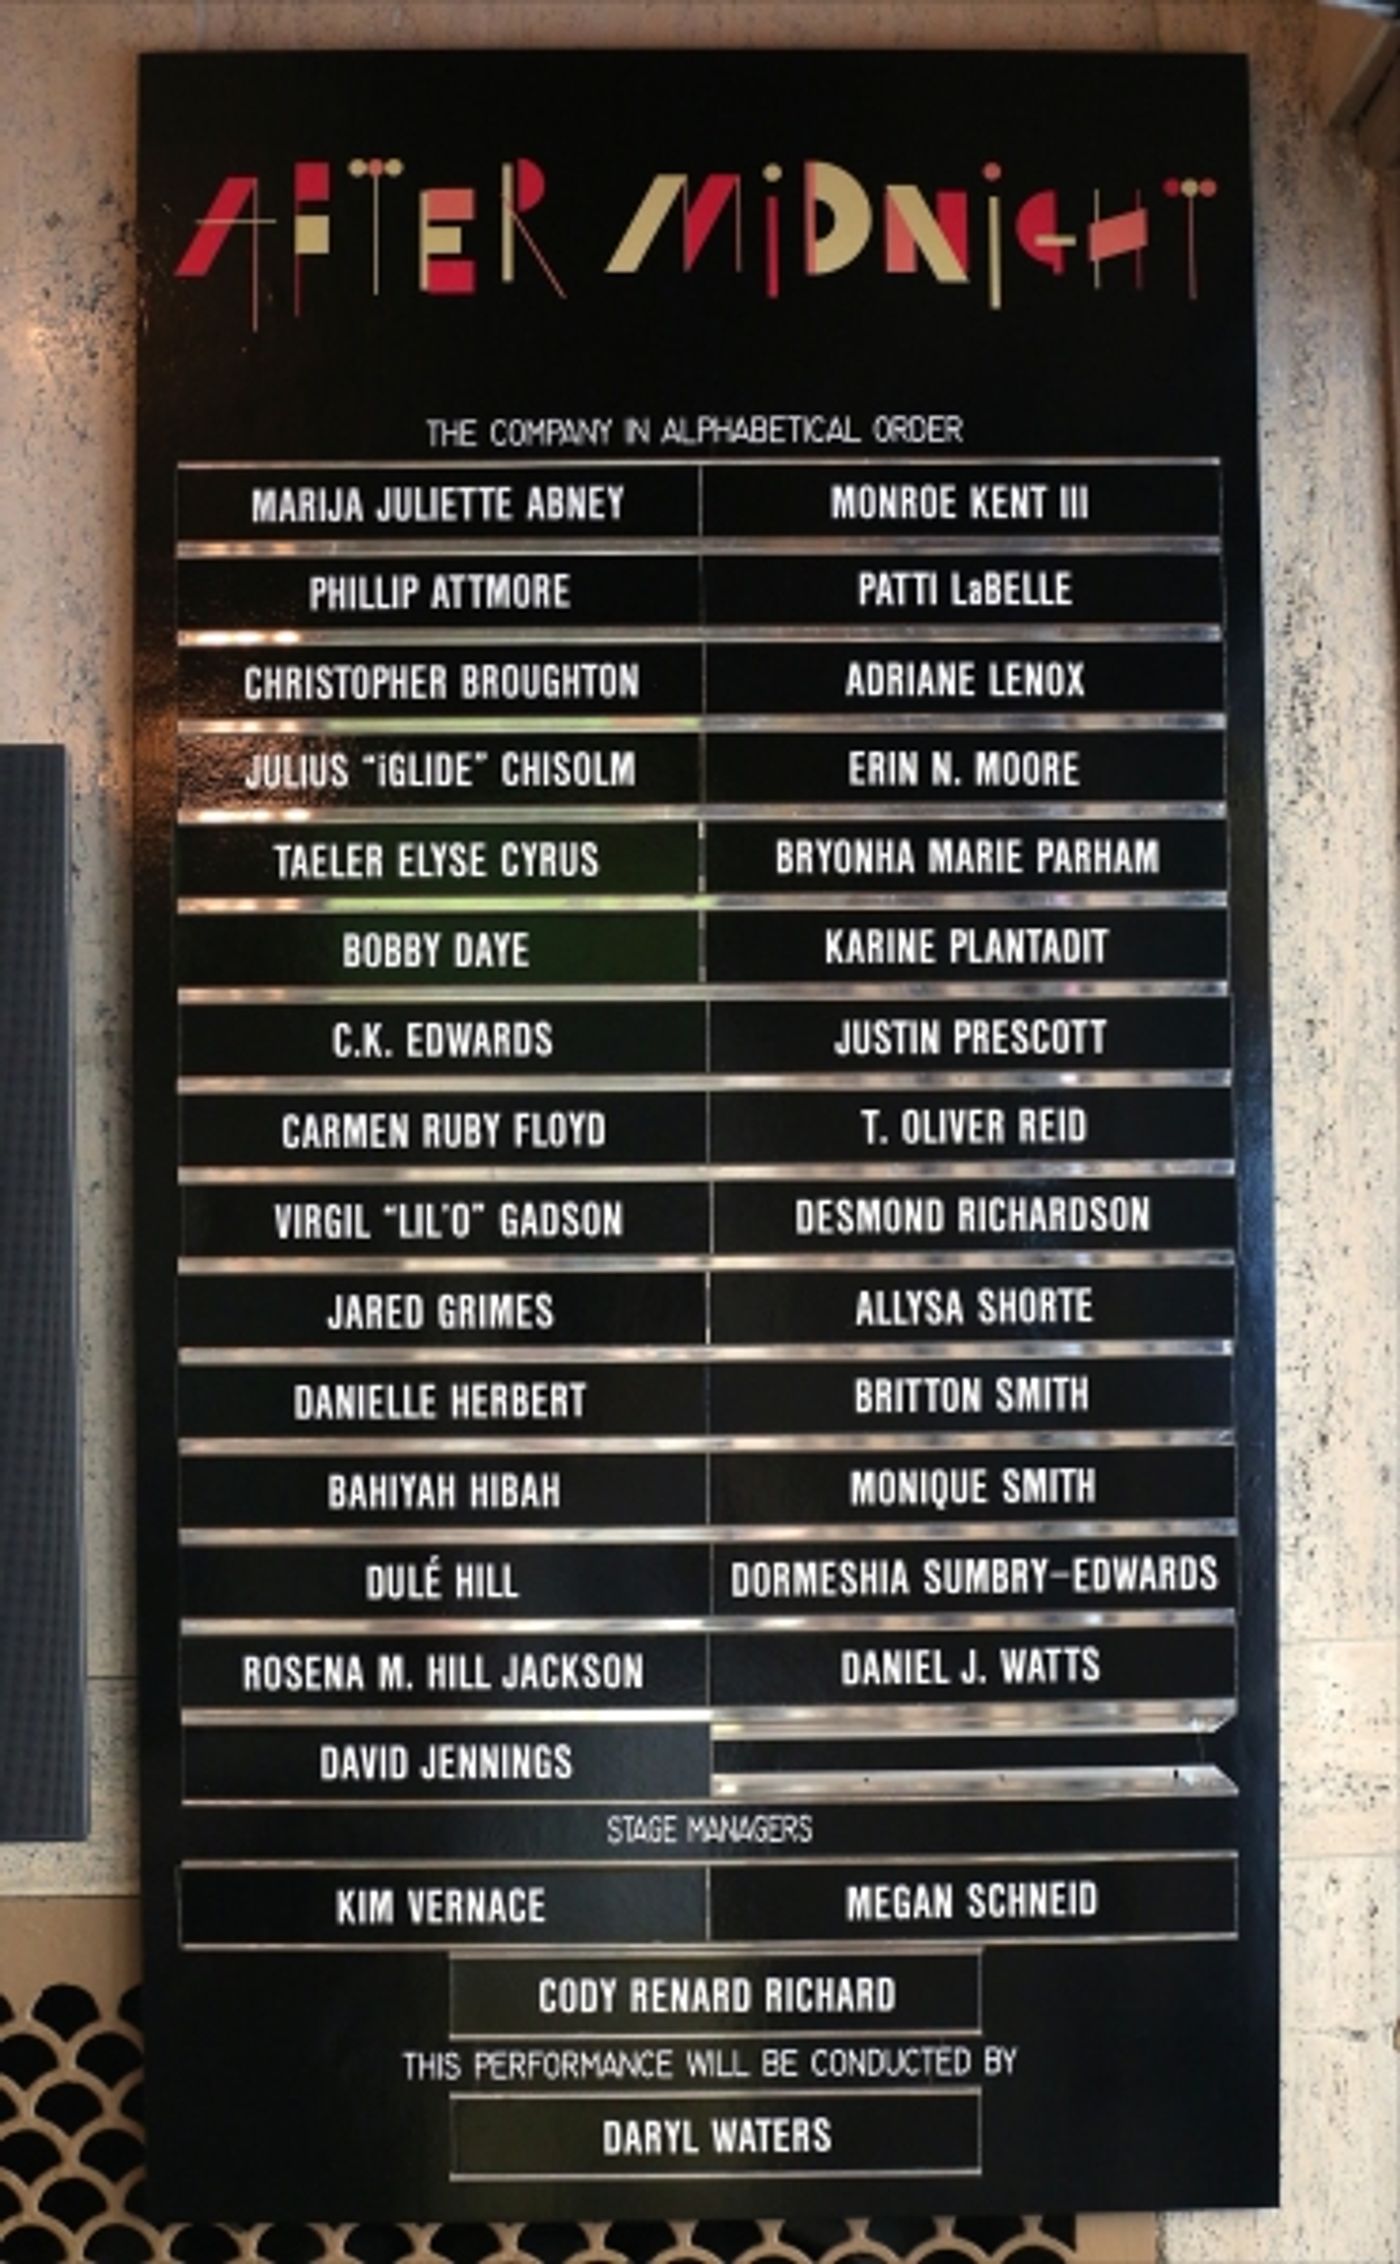 AFTER MiDNiGHT
THE COMPANY IN ALPHABETICAL ORDER
MARIJA JULIETTE ABNEY
PHILLIP ATTMORE
CHRISTOPHER BROUGHTON
JULIUS “iGLIDE” CHISOLM
TAELER ELYSE CYRUS
BOBBY DAYE
C.K. EDWARDS
CARMEN RUBY FLOYD
VIRGIL “LIL’O” GADSON
JARED GRIMES
DANIELLE HERBERT
BAHIYAH HIBAH
DULÉ HILL
ROSENA M. HILL JACKSON
DAVID JENNINGS
MONROE KENT III
PATTI LaBELLE
ADRIANE LENOX
ERIN N. MOORE
BRYONHA MARIE PARHAM
KARINE PLANTADIT
JUSTIN PRESCOTT
T. OLIVER REID
DESMOND RICHARDSON
ALLYSA SHORTE
BRITTON SMITH
MONIQUE SMITH
DORMESHIA SUMBRY-EDWARDS
DANIEL J. WATTS
STAGE MANAGERS
KIM VERNACE
MEGAN SCHNEID
CODY RENARD RICHARD
THIS PERFORMANCE WILL BE CONDUCTED BY
DARYL WATERS